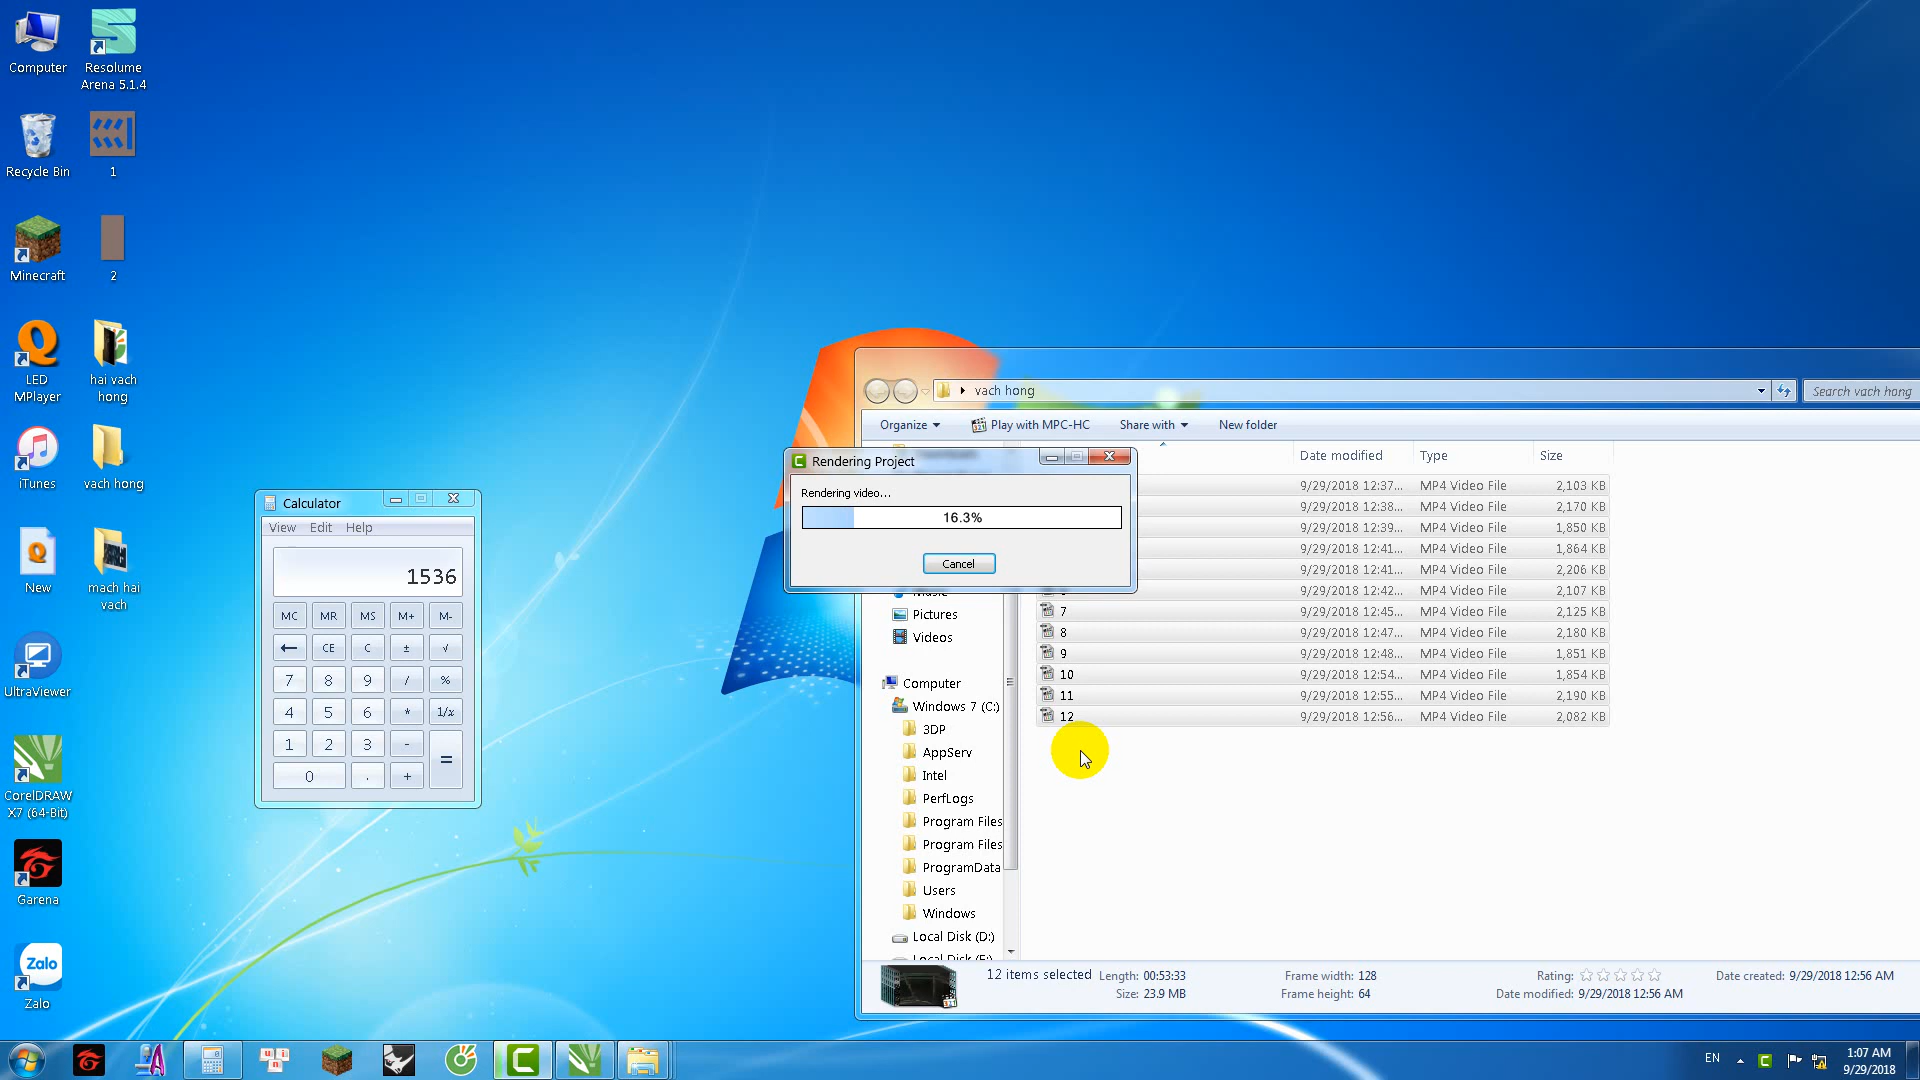 Computer
Resolume
Arena 5.1.4
Recycle Bin
1
Minecraft
2
LED
MPlayer
hai vach
hong
iTunes
vach hong
New
mach hai
vach
UltraViewer
CorelDRAW
X7 (64-Bit)
Garena
Zalo
Zalo
Calculator
View Edit Help
1536
MC MR MS M+ M-
← CE C ± √
7 8 9 / %
4 5 6 * 1/x
1 2 3 - =
0 . +
vach hong
Search vach hong
Organize Play with MPC-HC Share with New folder
Date modified Type Size
Rendering Project
Rendering video...
16.3%
Cancel
9/29/2018 12:37... MP4 Video File 2,103 KB
9/29/2018 12:38... MP4 Video File 2,170 KB
9/29/2018 12:39... MP4 Video File 1,850 KB
9/29/2018 12:41... MP4 Video File 1,864 KB
9/29/2018 12:41... MP4 Video File 2,206 KB
9/29/2018 12:42... MP4 Video File 2,107 KB
7 9/29/2018 12:45... MP4 Video File 2,125 KB
8 9/29/2018 12:47... MP4 Video File 2,180 KB
9 9/29/2018 12:48... MP4 Video File 1,851 KB
10 9/29/2018 12:54... MP4 Video File 1,854 KB
11 9/29/2018 12:55... MP4 Video File 2,190 KB
12 9/29/2018 12:56... MP4 Video File 2,082 KB
Pictures
Videos
Computer
Windows 7 (C:)
3DP
AppServ
Intel
PerfLogs
Program Files
Program Files
ProgramData
Users
Windows
Local Disk (D:)
12 items selected Length: 00:53:33 Frame width: 128 Rating: Date created: 9/29/2018 12:56 AM
Size: 23.9 MB Frame height: 64 Date modified: 9/29/2018 12:56 AM
EN
1:07 AM
9/29/2018